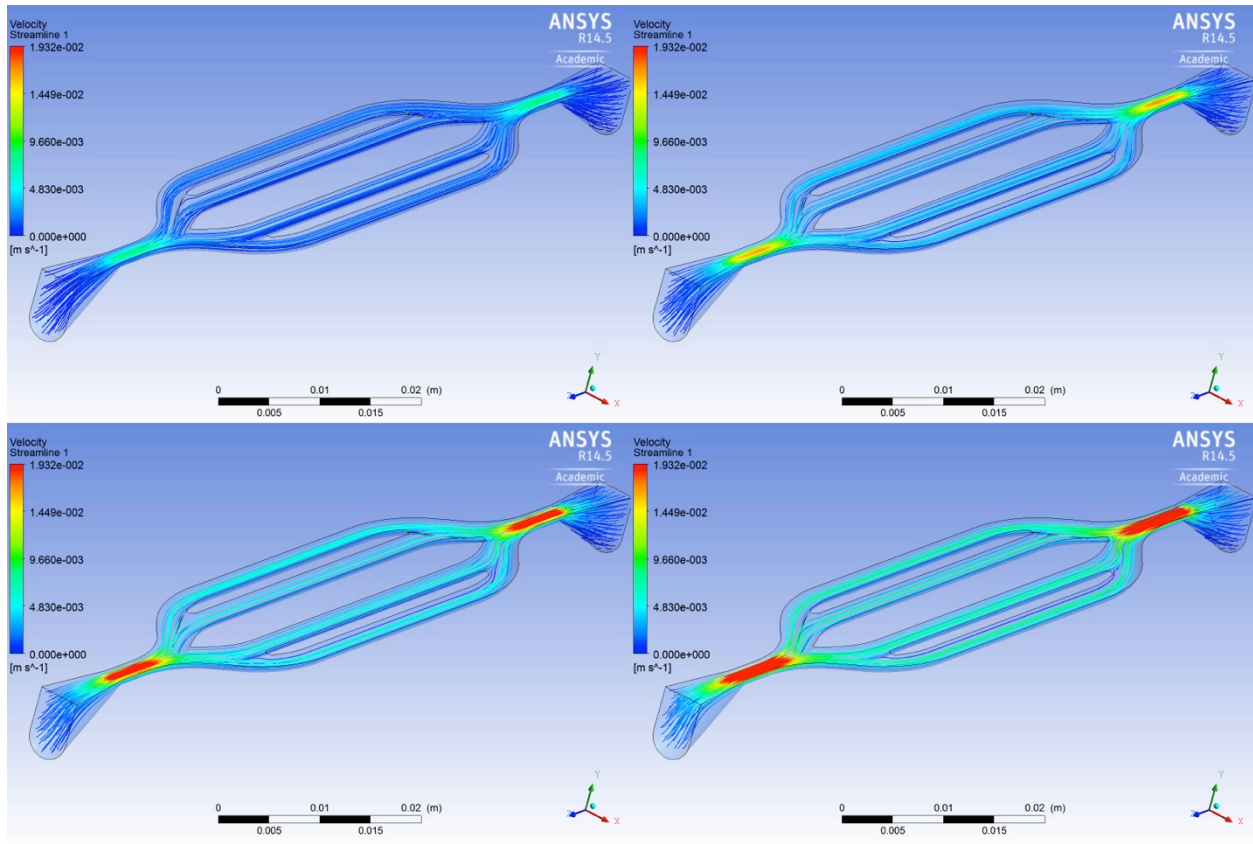 Velocity
Streamline 1
1.932e-002
1.449e-002
9.660e-003
4.830e-003
0.000e+000
[m s^-1]
ANSYS
R14.5
Academic
0 0.01 0.02 (m)
0.005 0.015
Y
Z
X
Velocity
Streamline 1
1.932e-002
1.449e-002
9.660e-003
4.830e-003
0.000e+000
[m s^-1]
ANSYS
R14.5
Academic
0 0.01 0.02 (m)
0.005 0.015
Y
Z
X
Velocity
Streamline 1
1.932e-002
1.449e-002
9.660e-003
4.830e-003
0.000e+000
[m s^-1]
ANSYS
R14.5
Academic
0 0.01 0.02 (m)
0.005 0.015
Y
Z
X
Velocity
Streamline 1
1.932e-002
1.449e-002
9.660e-003
4.830e-003
0.000e+000
[m s^-1]
ANSYS
R14.5
Academic
0 0.01 0.02 (m)
0.005 0.015
Y
Z
X